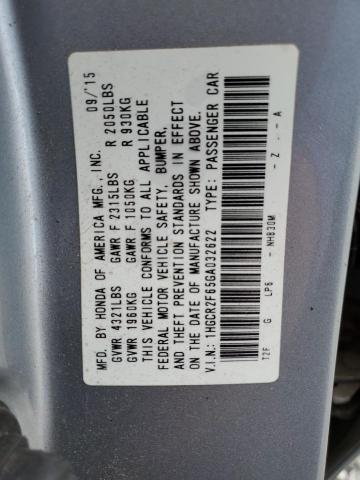 MFD. BY HONDA OF AMERICA MFG., INC. 09/'15
GVWR 4321LBS GAWR F 2315LBS R 2050LBS
GVWR 1960KG GAWR F 1050KG R 930KG
THIS VEHICLE CONFORMS TO ALL APPLICABLE
FEDERAL MOTOR VEHICLE SAFETY, BUMPER,
AND THEFT PREVENTION STANDARDS IN EFFECT
ON THE DATE OF MANUFACTURE SHOWN ABOVE.
V.I.N.: 1HGCR2F65GA032622 TYPE: PASSENGER CAR
T2F G LP6 NH830M - Z . - A